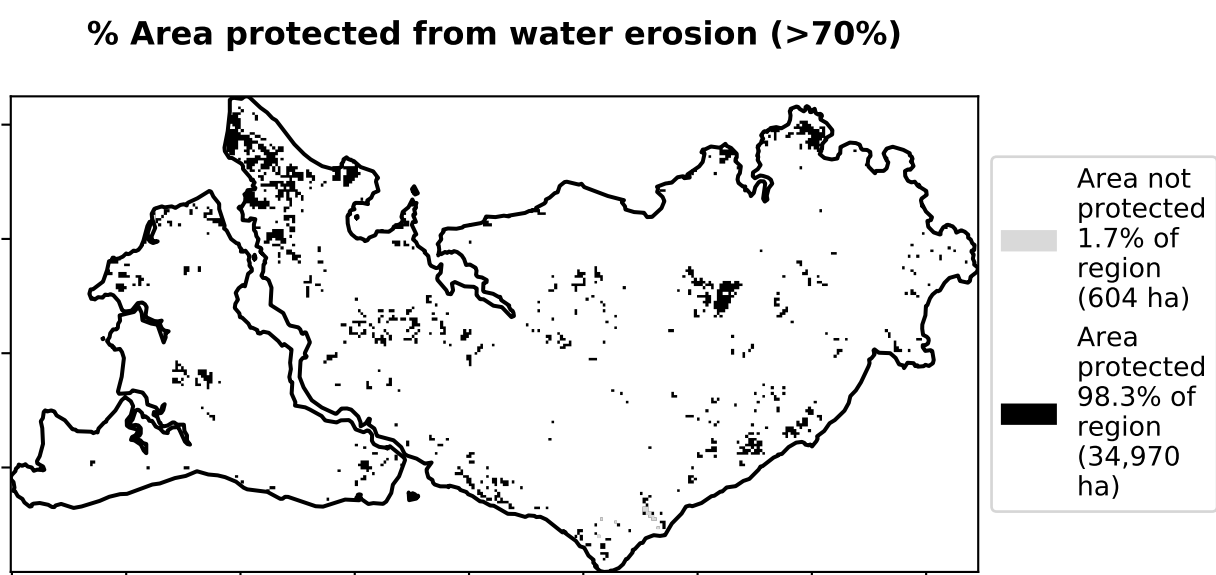 % Area protected from water erosion (>70%)
Area not
protected
1.7% of
region
(604 ha)
Area
protected
98.3% of
region
(34,970
ha)